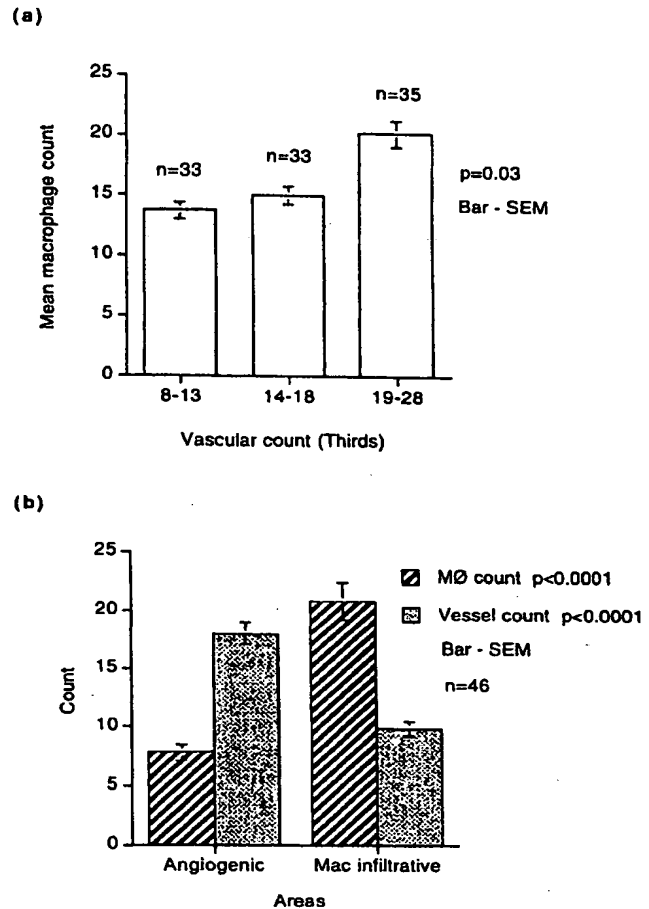 (a)
25
20
15
10
5
0
Mean macrophage count
n=33
n=33
n=35
p=0.03
Bar - SEM
8-13
14-18
19-28
Vascular count (Thirds)
(b)
25
20
15
10
5
0
Count
MØ count p<0.0001
Vessel count p<0.0001
Bar - SEM
n=46
Angiogenic
Mac infiltrative
Areas